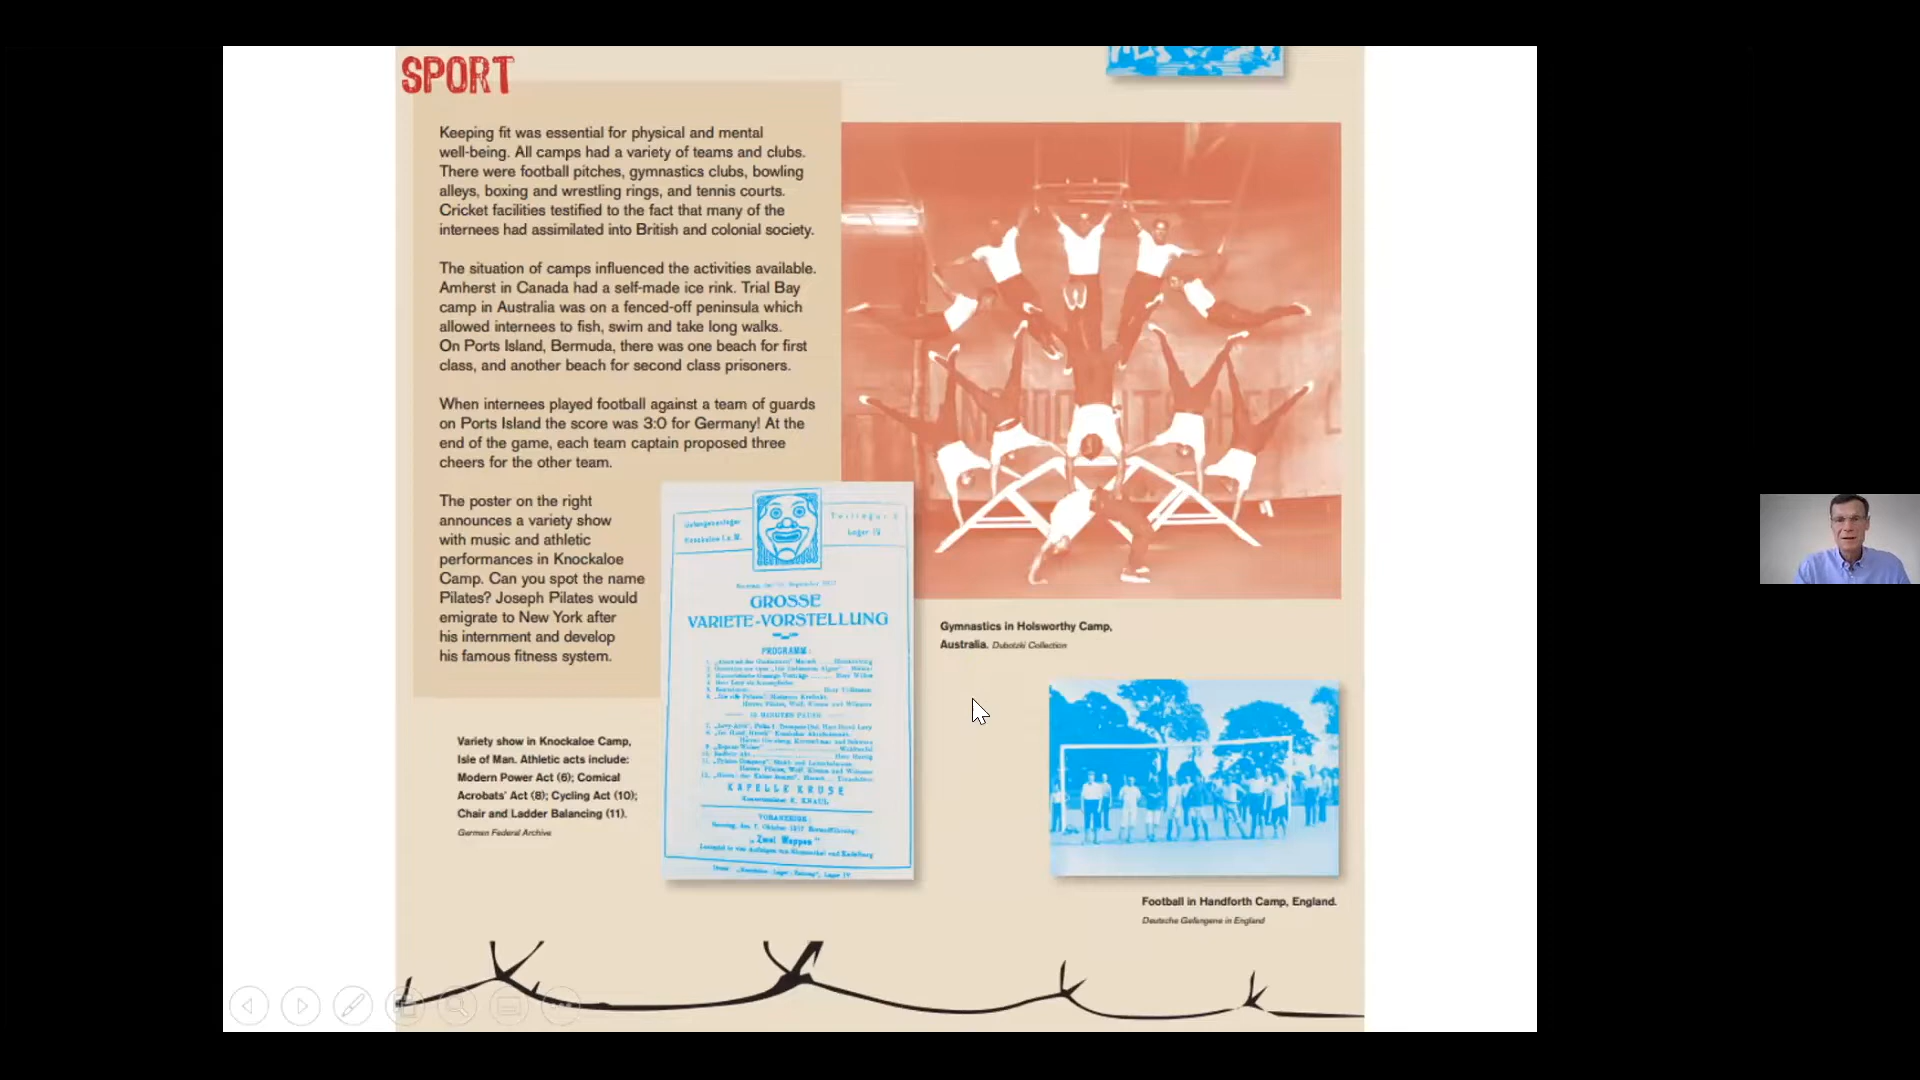 SPORT
Keeping fit was essential for physical and mental
well-being. All camps had a variety of teams and clubs.
There were football pitches, gymnastics clubs, bowling
alleys, boxing and wrestling rings, and tennis courts.
Cricket facilities testified to the fact that many of the
internees had assimilated into British and colonial society.
The situation of camps influenced the activities available.
Amherst in Canada had a self-made ice rink. Trial Bay
camp in Australia was on a fenced-off peninsula which
allowed internees to fish, swim and take long walks.
On Ports Island, Bermuda, there was one beach for first
class, and another beach for second class prisoners.
When internees played football against a team of guards
on Ports Island the score was 3:0 for Germany! At the
end of the game, each team captain proposed three
cheers for the other team.
The poster on the right
announces a variety show
with music and athletic
performances in Knockaloe
Camp. Can you spot the name
Pilates? Joseph Pilates would
emigrate to New York after
his internment and develop
his famous fitness system.
Variety show in Knockaloe Camp,
Isle of Man. Athletic acts include:
Modern Power Act (6); Comical
Acrobats' Act (8); Cycling Act (10);
Chair and Ladder Balancing (11).
German Federal Archive
Knockaloe I.o.M.
Lager IV
GROSSE
VARIETE-VORSTELLUNG
PROGRAMM:
KAPELLE KRUSE
VORANZEIGE:
„Zwei Wappen"
Gymnastics in Holsworthy Camp,
Australia. Dubotzki Collection
Football in Handforth Camp, England.
Deutsche Gefangene in England